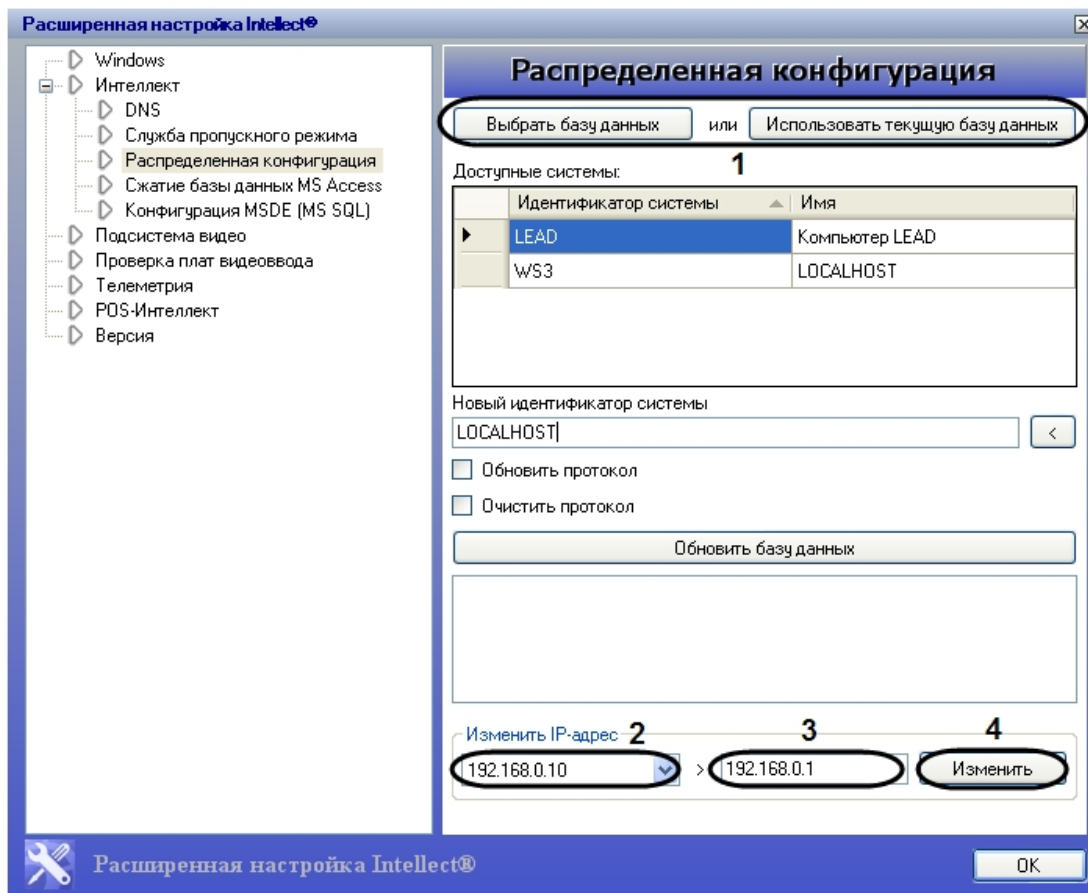 Расширенная настройка Intellect®
Windows
Интеллект
DNS
Служба пропускного режима
Распределенная конфигурация
Сжатие базы данных MS Access
Конфигурация MSDE (MS SQL)
Подсистема видео
Проверка плат видеоввода
Телеметрия
POS-Интеллект
Версия
Распределенная конфигурация
Выбрать базу данных или Использовать текущую базу данных
1
Доступные системы:
Идентификатор системы Имя
LEAD Компьютер LEAD
WS3 LOCALHOST
Новый идентификатор системы
LOCALHOST <
Обновить протокол
Очистить протокол
Обновить базу данных
Изменить IP-адрес 2 3 4
192.168.0.10 > 192.168.0.1 Изменить
Расширенная настройка Intellect®
OK